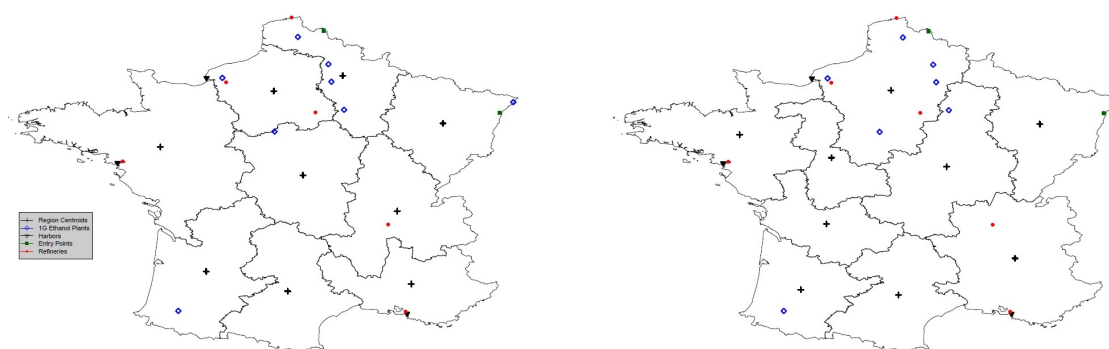 Region Centroids
1G Ethanol Plants
Harbors
Entry Points
Refineries